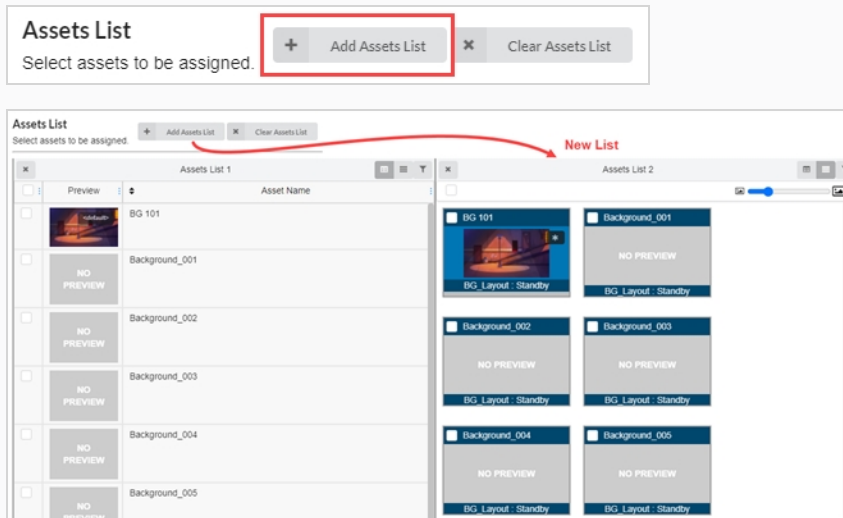 Assets List
Select assets to be assigned.
+ Add Assets List
× Clear Assets List
Assets List
Select assets to be assigned.
+ Add Assets List
× Clear Assets List
New List
Assets List 1
Preview
Asset Name
<default>
BG 101
NO PREVIEW
Background_001
NO PREVIEW
Background_002
NO PREVIEW
Background_003
NO PREVIEW
Background_004
NO PREVIEW
Background_005
Assets List 2
BG 101
BG_Layout : Standby
Background_001
NO PREVIEW
BG_Layout : Standby
Background_002
NO PREVIEW
BG_Layout : Standby
Background_003
NO PREVIEW
BG_Layout : Standby
Background_004
NO PREVIEW
BG_Layout : Standby
Background_005
NO PREVIEW
BG_Layout : Standby